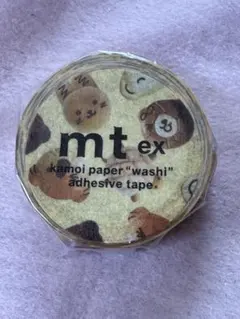 mt ex
kamoi paper "washi"
adhesive tape